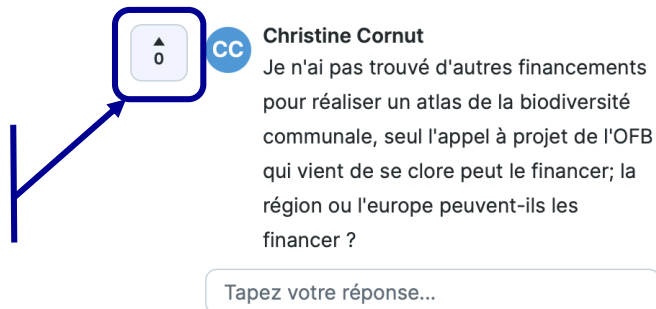 0
CC
Christine Cornut
Je n'ai pas trouvé d'autres financements
pour réaliser un atlas de la biodiversité
communale, seul l'appel à projet de l'OFB
qui vient de se clore peut le financer; la
région ou l'europe peuvent-ils les
financer ?
Tapez votre réponse...